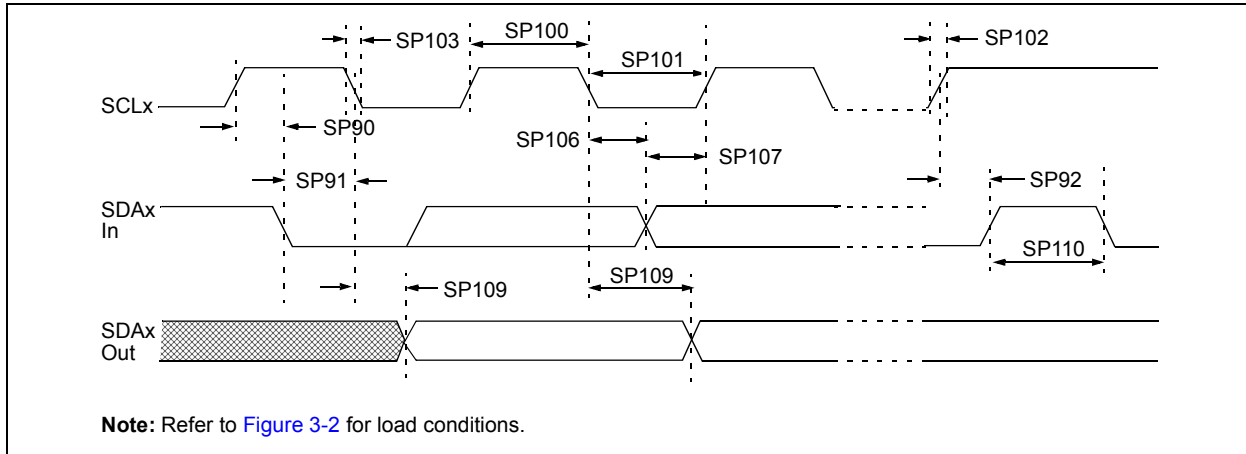 SP103
SP100
SP101
SP102
SCLx
SP90
SP106
SP107
SP91
SP92
SDAx
In
SP110
SP109
SP109
SDAx
Out
Note: Refer to Figure 3-2 for load conditions.